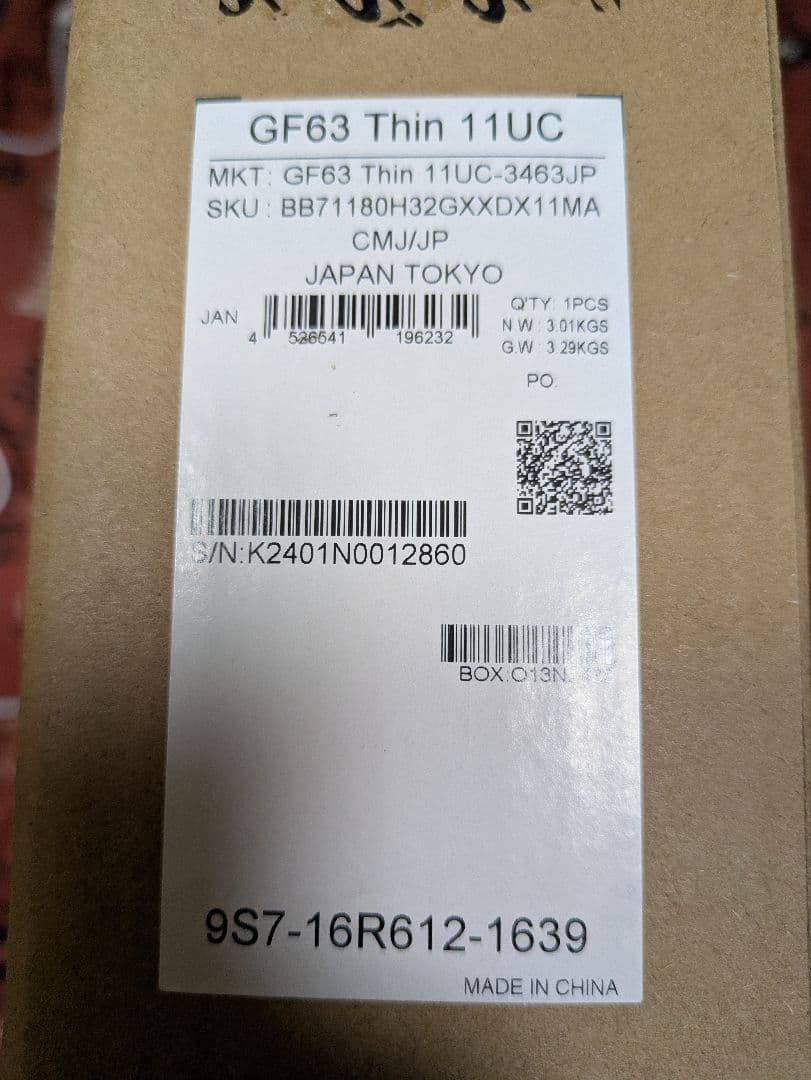 GF63 Thin 11UC
MKT: GF63 Thin 11UC-3463JP
SKU : BB71180H32GXXDX11MA
CMJ/JP
JAPAN TOKYO
JAN
4 526541 196232
Q'TY: 1PCS
N.W: 3.01KGS
G.W: 3.29KGS
PO:
S/N:K2401N0012860
9S7-16R612-1639
MADE IN CHINA